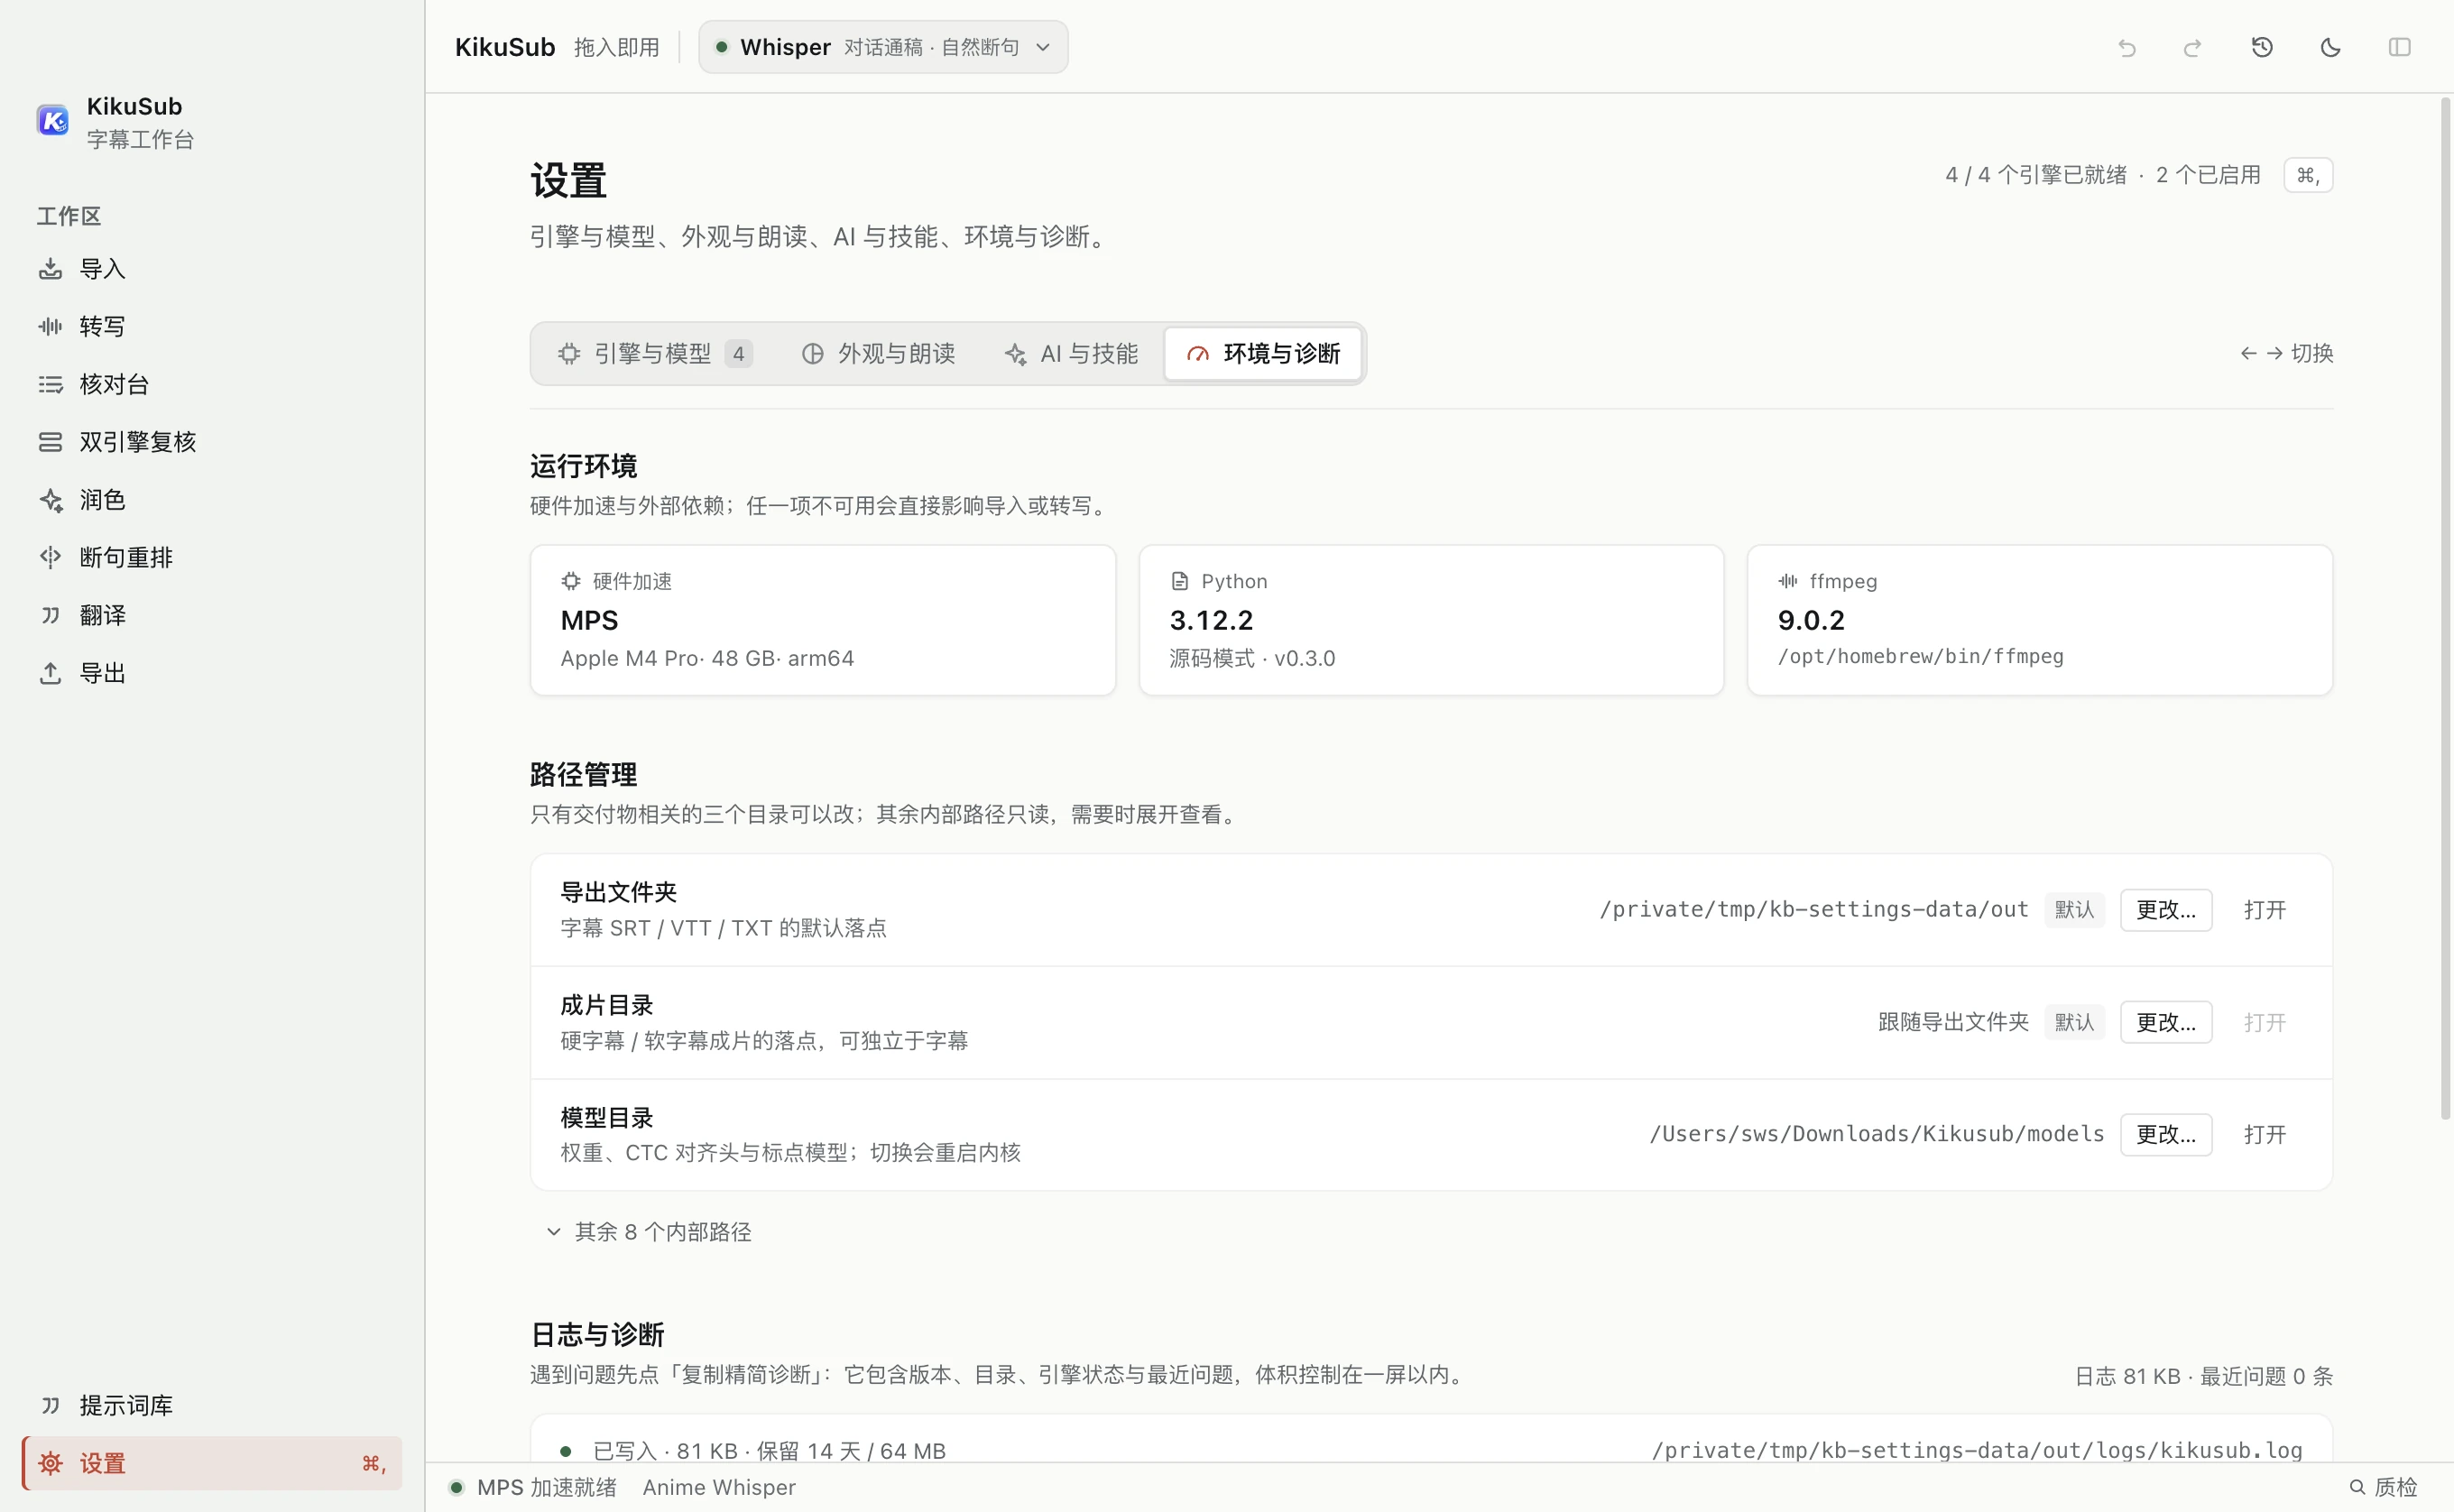 KikuSub
字幕工作台
工作区
导入
转写
核对台
双引擎复核
润色
断句重排
翻译
导出
提示词库
设置 ⌘,
KikuSub 拖入即用 Whisper 对话通稿 · 自然断句
设置
4 / 4 个引擎已就绪 · 2 个已启用 ⌘,
引擎与模型、外观与朗读、AI 与技能、环境与诊断。
引擎与模型 4 外观与朗读 AI 与技能 环境与诊断 ← → 切换
运行环境
硬件加速与外部依赖；任一项不可用会直接影响导入或转写。
硬件加速
MPS
Apple M4 Pro· 48 GB· arm64
Python
3.12.2
源码模式 · v0.3.0
ffmpeg
9.0.2
/opt/homebrew/bin/ffmpeg
路径管理
只有交付物相关的三个目录可以改；其余内部路径只读，需要时展开查看。
导出文件夹
字幕 SRT / VTT / TXT 的默认落点
/private/tmp/kb-settings-data/out 默认 更改... 打开
成片目录
硬字幕 / 软字幕成片的落点，可独立于字幕
跟随导出文件夹 默认 更改... 打开
模型目录
权重、CTC 对齐头与标点模型；切换会重启内核
/Users/sws/Downloads/Kikusub/models 更改... 打开
其余 8 个内部路径
日志与诊断
遇到问题先点「复制精简诊断」：它包含版本、目录、引擎状态与最近问题，体积控制在一屏以内。
日志 81 KB · 最近问题 0 条
已写入 · 81 KB · 保留 14 天 / 64 MB
/private/tmp/kb-settings-data/out/logs/kikusub.log
MPS 加速就绪 Anime Whisper 质检